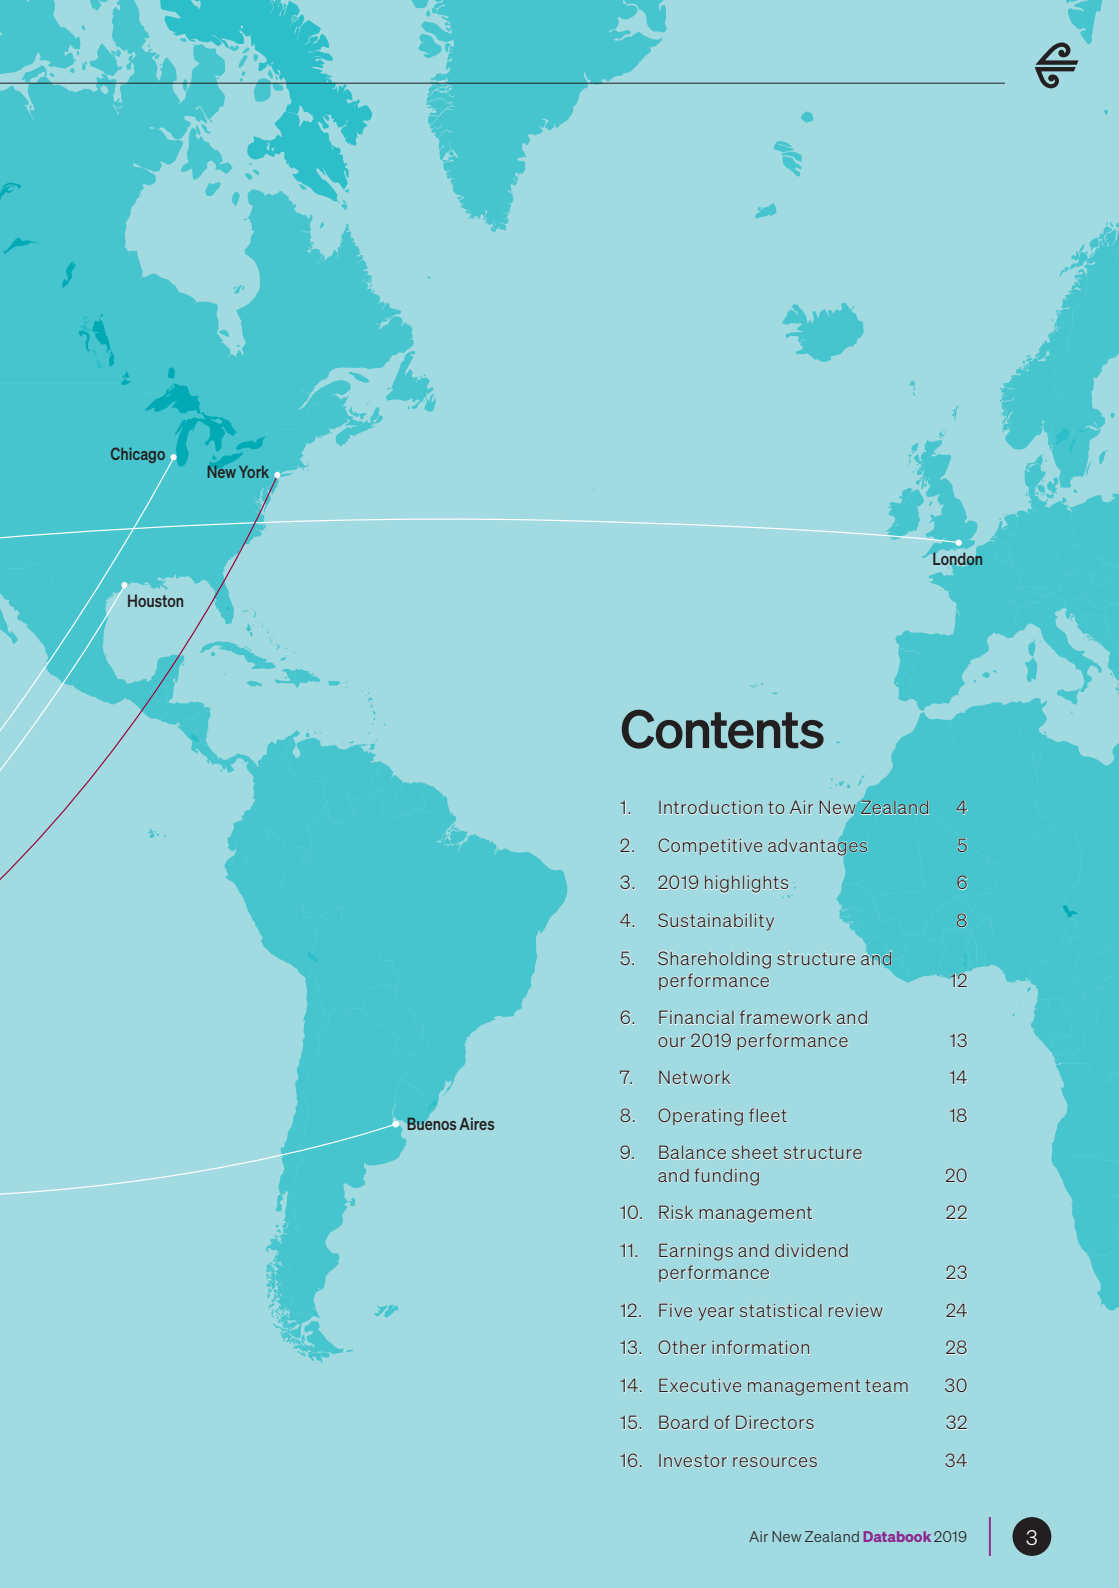 Chicago
New York
London
Houston
Contents
1. Introduction to Air New Zealand 4
2. Competitive advantages 5
3. 2019 highlights 6
4. Sustainability 8
5. Shareholding structure and
performance 12
6. Financial framework and
our 2019 performance 13
7. Network 14
8. Operating fleet 18
9. Balance sheet structure
and funding 20
10. Risk management 22
11. Earnings and dividend
performance 23
12. Five year statistical review 24
13. Other information 28
14. Executive management team 30
15. Board of Directors 32
16. Investor resources 34
Buenos Aires
Air New Zealand Databook 2019
3